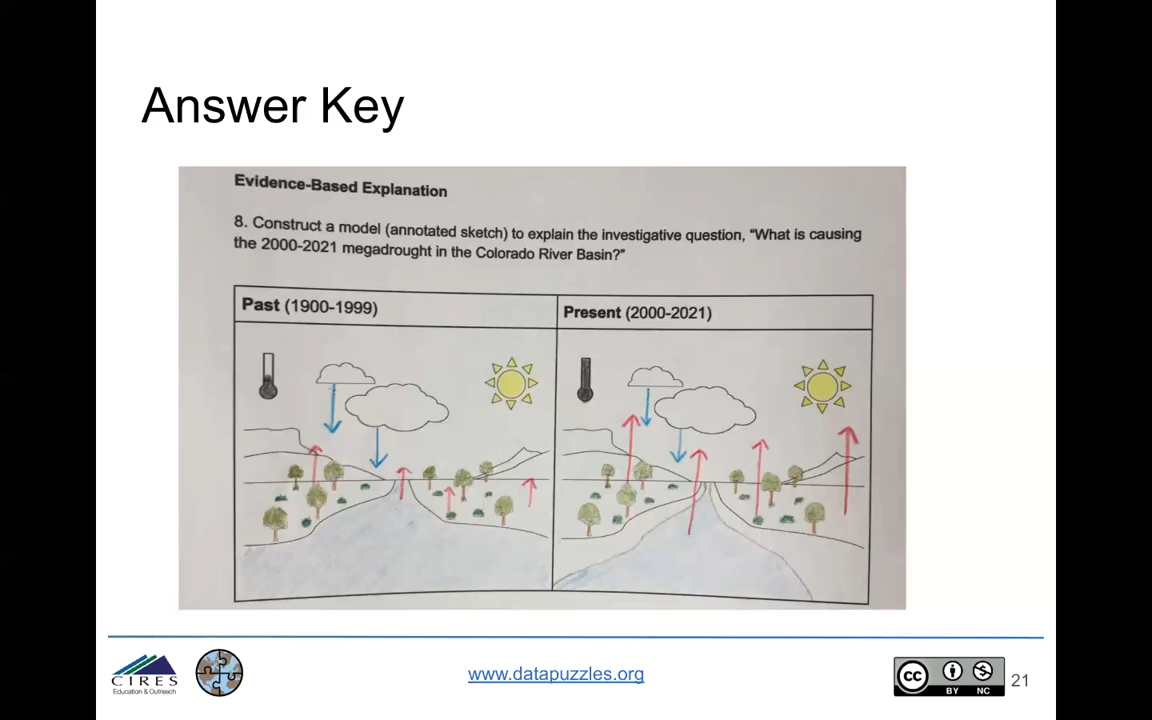 Answer Key
Evidence-Based Explanation
8. Construct a model (annotated sketch) to explain the investigative question, “What is causing
the 2000-2021 megadrought in the Colorado River Basin?”
Past (1900-1999)
Present (2000-2021)
CIRES
Education & Outreach
www.datapuzzles.org
CC
BY NC
21